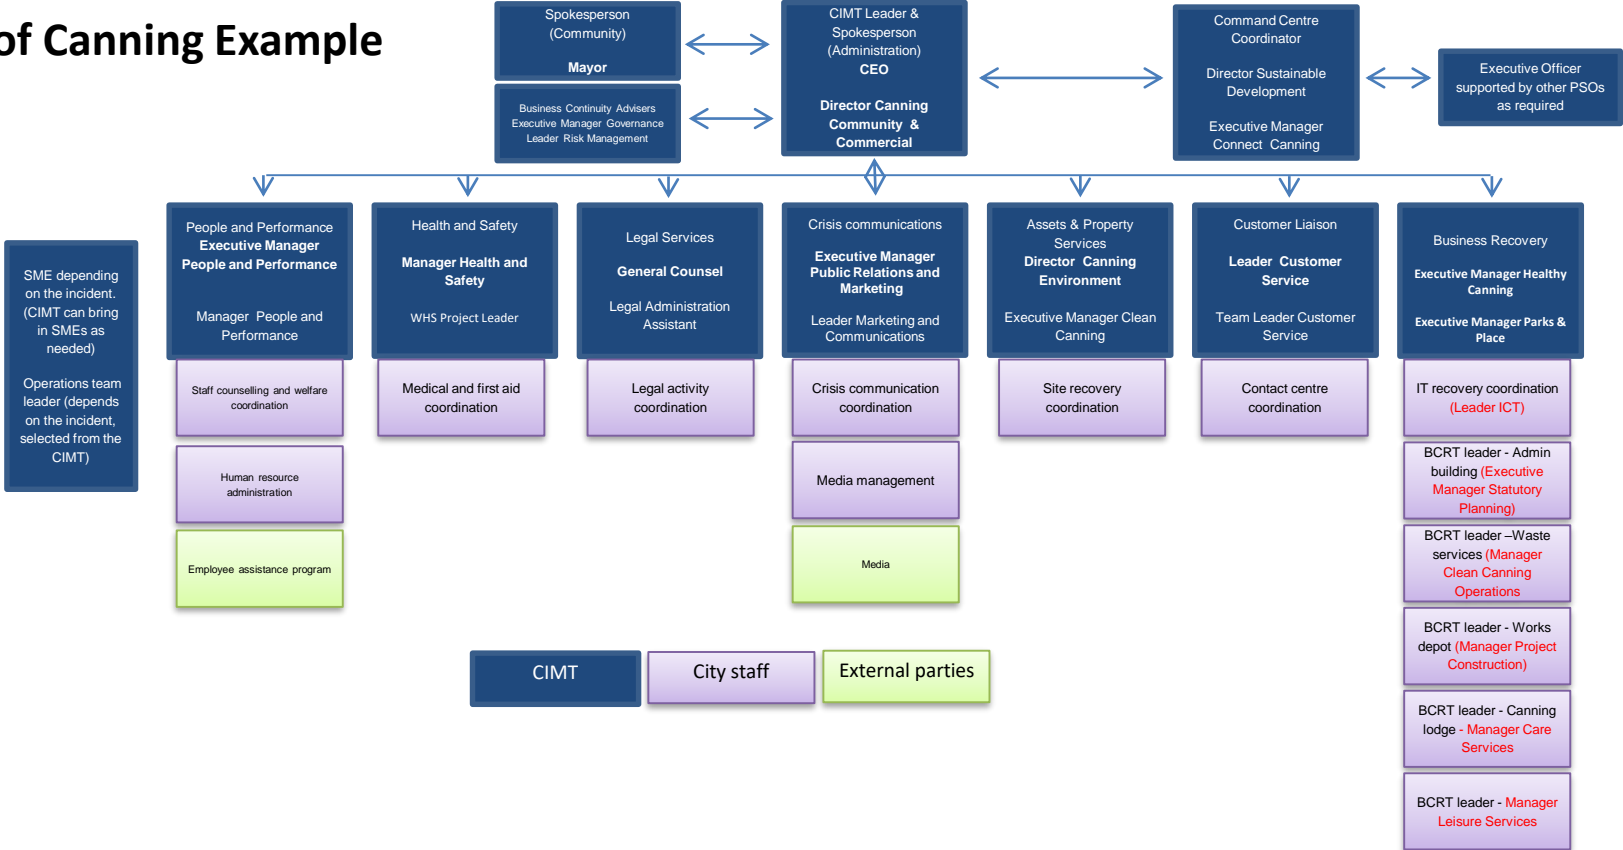 of Canning Example
Spokesperson
(Community)
Mayor
Business Continuity Advisers
Executive Manager Governance
Leader Risk Management
CIMT Leader &
Spokesperson
(Administration)
CEO
Director Canning
Community &
Commercial
Command Centre
Coordinator
Director Sustainable
Development
Executive Manager
Connect Canning
Executive Officer
supported by other PSOs
as required
SME depending
on the incident.
(CIMT can bring
in SMEs as
needed)
Operations team
leader (depends
on the incident,
selected from the
CIMT)
People and Performance
Executive Manager
People and Performance
Manager People and
Performance
Staff counselling and welfare
coordination
Human resource
administration
Employee assistance program
Health and Safety
Manager Health and
Safety
WHS Project Leader
Medical and first aid
coordination
Legal Services
General Counsel
Legal Administration
Assistant
Legal activity
coordination
Crisis communications
Executive Manager
Public Relations and
Marketing
Leader Marketing and
Communications
Crisis communication
coordination
Media management
Media
Assets & Property
Services
Director Canning
Environment
Executive Manager Clean
Canning
Site recovery
coordination
Customer Liaison
Leader Customer
Service
Team Leader Customer
Service
Contact centre
coordination
Business Recovery
Executive Manager Healthy
Canning
Executive Manager Parks &
Place
IT recovery coordination
(Leader ICT)
BCRT leader - Admin
building (Executive
Manager Statutory
Planning)
BCRT leader –Waste
services (Manager
Clean Canning
Operations
BCRT leader - Works
depot (Manager Project
Construction)
BCRT leader - Canning
lodge - Manager Care
Services
BCRT leader - Manager
Leisure Services
CIMT
City staff
External parties